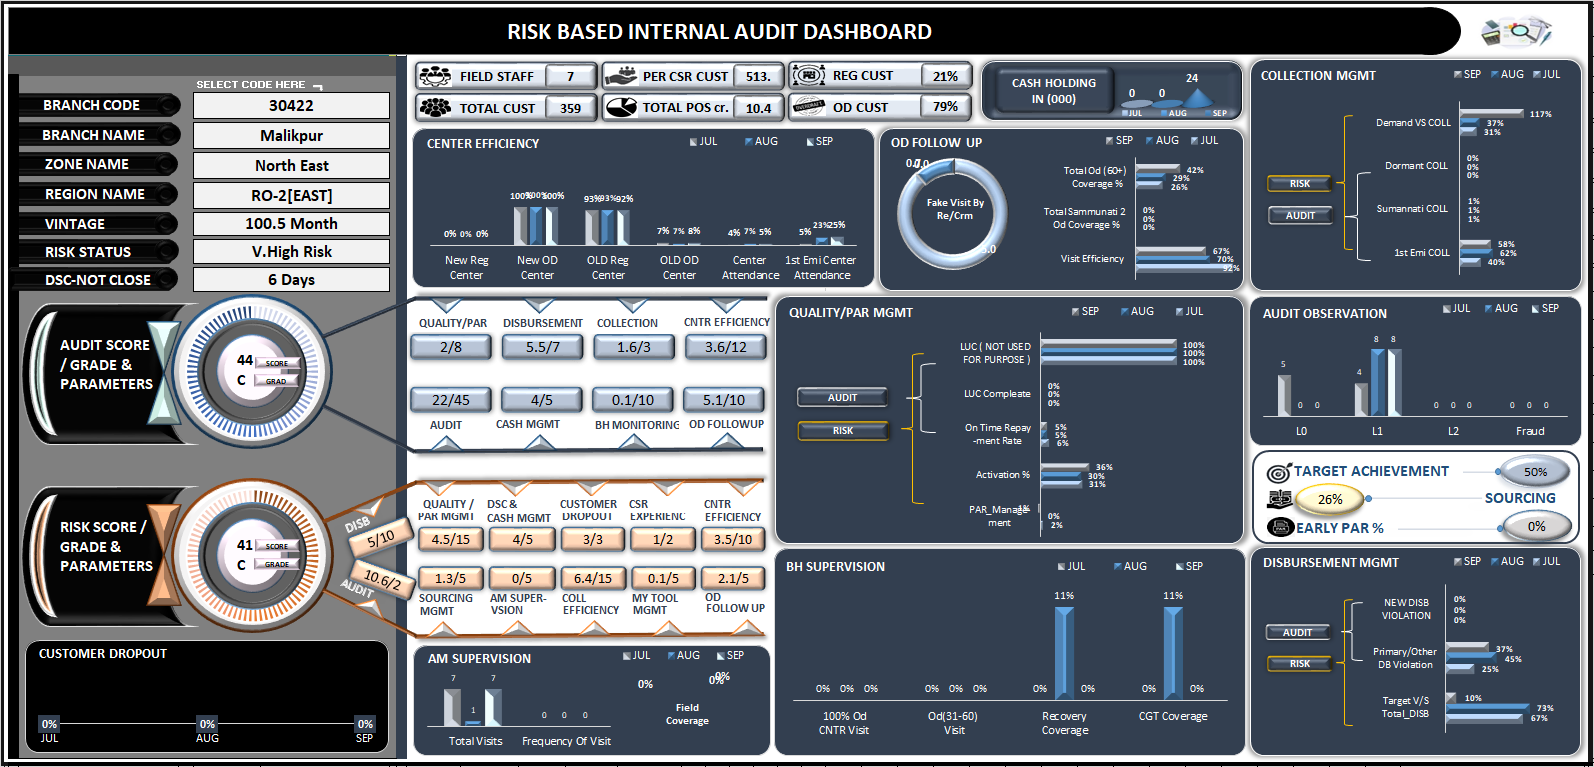 RISK BASED INTERNAL AUDIT DASHBOARD
SELECT CODE HERE
BRANCH CODE 30422
BRANCH NAME Malikpur
ZONE NAME North East
REGION NAME RO-2[EAST]
VINTAGE 100.5 Month
RISK STATUS V.High Risk
DSC-NOT CLOSE 6 Days
FIELD STAFF 7
PER CSR CUST 513.
REG CUST 21%
TOTAL CUST 359
TOTAL POS cr. 10.4
OVERDRAFT
OD CUST 79%
CASH HOLDING
IN (000)
0 0 24
JUL AUG SEP
CENTER EFFICIENCY
JUL AUG SEP
0% 0% 0%
100% 100% 100%
93% 93% 92%
7% 7% 8%
4% 7% 5%
5% 23% 25%
New Reg
Center
New OD
Center
OLD Reg
Center
OLD OD
Center
Center
Attendance
1st Emi Center
Attendance
OD FOLLOW UP
SEP AUG JUL
Fake Visit By
Re/Crm
Total Od (60+)
Coverage %
42%
29%
26%
Total Sammunati 2
Od Coverage %
0%
0%
0%
Visit Efficiency
67%
70%
92%
COLLECTION MGMT
SEP AUG JUL
RISK
AUDIT
Demand VS COLL
117%
37%
31%
Dormant COLL
0%
0%
0%
Sumannati COLL
1%
1%
1%
1st Emi COLL
58%
62%
40%
AUDIT SCORE
/ GRADE &
PARAMETERS
44 SCORE
C GRAD
QUALITY/PAR DISBURSEMENT COLLECTION CNTR EFFICIENCY
2/8 5.5/7 1.6/3 3.6/12
22/45 4/5 0.1/10 5.1/10
AUDIT CASH MGMT BH MONITORING OD FOLLOWUP
RISK SCORE /
GRADE &
PARAMETERS
41 SCORE
C GRADE
DISB
5/10
10.6/2
AUDIT
QUALITY /
PAR MGMT
DSC &
CASH MGMT
CUSTOMER
DROPOUT
CSR
EXPERIENC
CNTR
EFFICIENCY
4.5/15 4/5 3/3 1/2 3.5/10
1.3/5 0/5 6.4/15 0.1/5 2.1/5
SOURCING
MGMT
AM SUPER-
VSION
COLL
EFFICIENCY
MY TOOL
MGMT
OD
FOLLOW UP
CUSTOMER DROPOUT
0% 0% 0%
JUL AUG SEP
AM SUPERVISION
JUL AUG SEP
7 1 7
0 0 0
Total Visits Frequency Of Visit
0% 0%
Field
Coverage
QUALITY/PAR MGMT
SEP AUG JUL
AUDIT
RISK
LUC ( NOT USED
FOR PURPOSE )
100%
100%
100%
LUC Compleate
0%
0%
0%
On Time Repay
-ment Rate
5%
5%
6%
Activation %
36%
30%
31%
PAR_Manage
ment
1%
0%
2%
BH SUPERVISION
JUL AUG SEP
0% 0% 0%
0% 0% 0%
0% 11% 0%
0% 11% 0%
100% Od
CNTR Visit
Od(31-60)
Visit
Recovery
Coverage
CGT Coverage
AUDIT OBSERVATION
JUL AUG SEP
5 0 0
4 8 8
0 0 0
0 0 0
L0 L1 L2 Fraud
TARGET ACHIEVEMENT 50%
26% SOURCING
PAR
EARLY PAR % 0%
DISBURSEMENT MGMT
SEP AUG JUL
AUDIT
RISK
NEW DISB
VIOLATION
0%
0%
0%
Primary/Other
DB Violation
37%
45%
25%
Target V/S
Total_DISB
10%
73%
67%